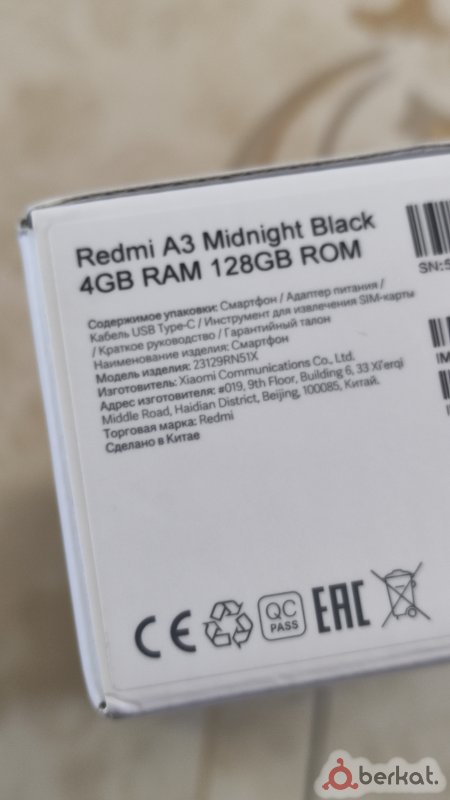 Redmi A3 Midnight Black
4GB RAM 128GB ROM
Содержимое упаковки: Смартфон / Адаптер питания /
Кабель USB Type-C / Инструмент для извлечения SIM-карты
/ Краткое руководство / Гарантийный талон
Наименование изделия: Смартфон
Модель изделия: 23129RN51X
Изготовитель: Xiaomi Communications Co., Ltd.
Адрес изготовителя: #019, 9th Floor, Building 6, 33 Xi'erqi
Middle Road, Haidian District, Beijing, 100085, Китай.
Торговая марка: Redmi
Сделано в Китае
SN:5
IM
CE
QC
PASS
EAC
berkat.